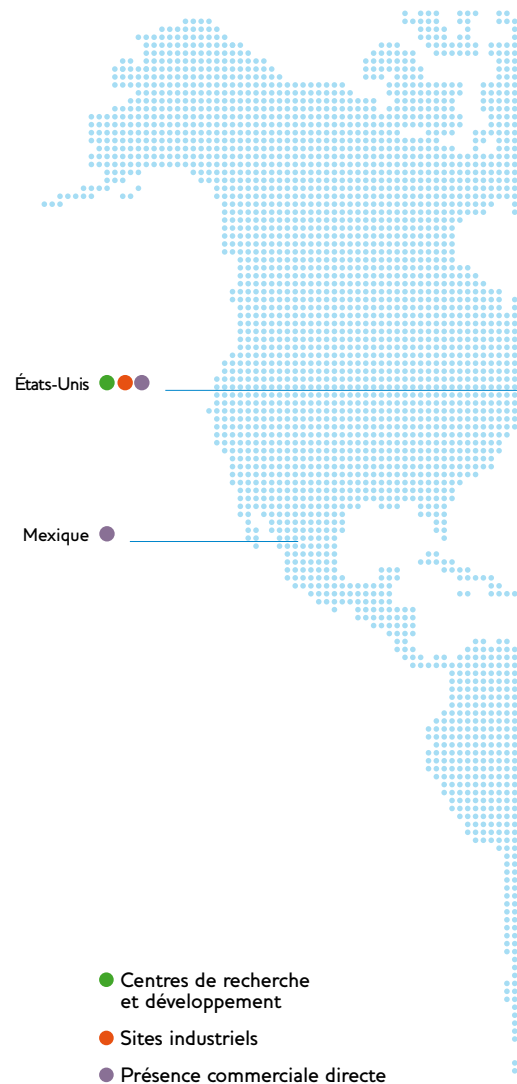 États-Unis
Mexique
Centres de recherche
et développement
Sites industriels
Présence commerciale directe